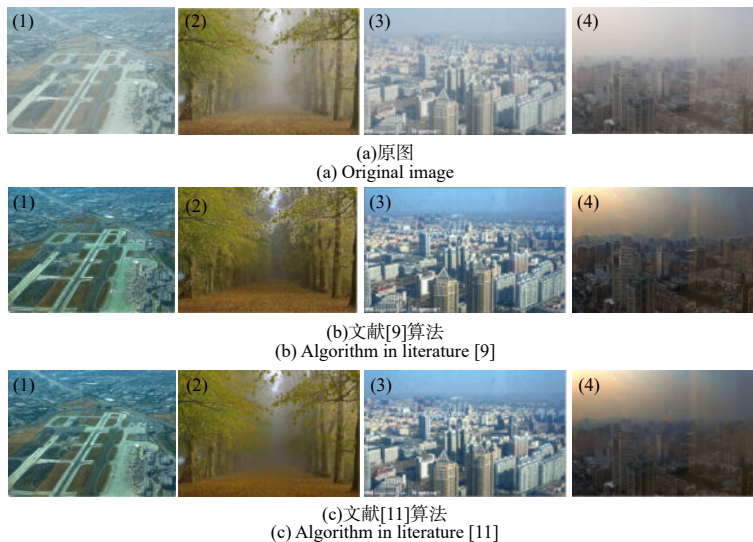 (1) (2) (3) (4)
(a)原图
(a) Original image
(1) (2) (3) (4)
(b)文献[9]算法
(b) Algorithm in literature [9]
(1) (2) (3) (4)
(c)文献[11]算法
(c) Algorithm in literature [11]